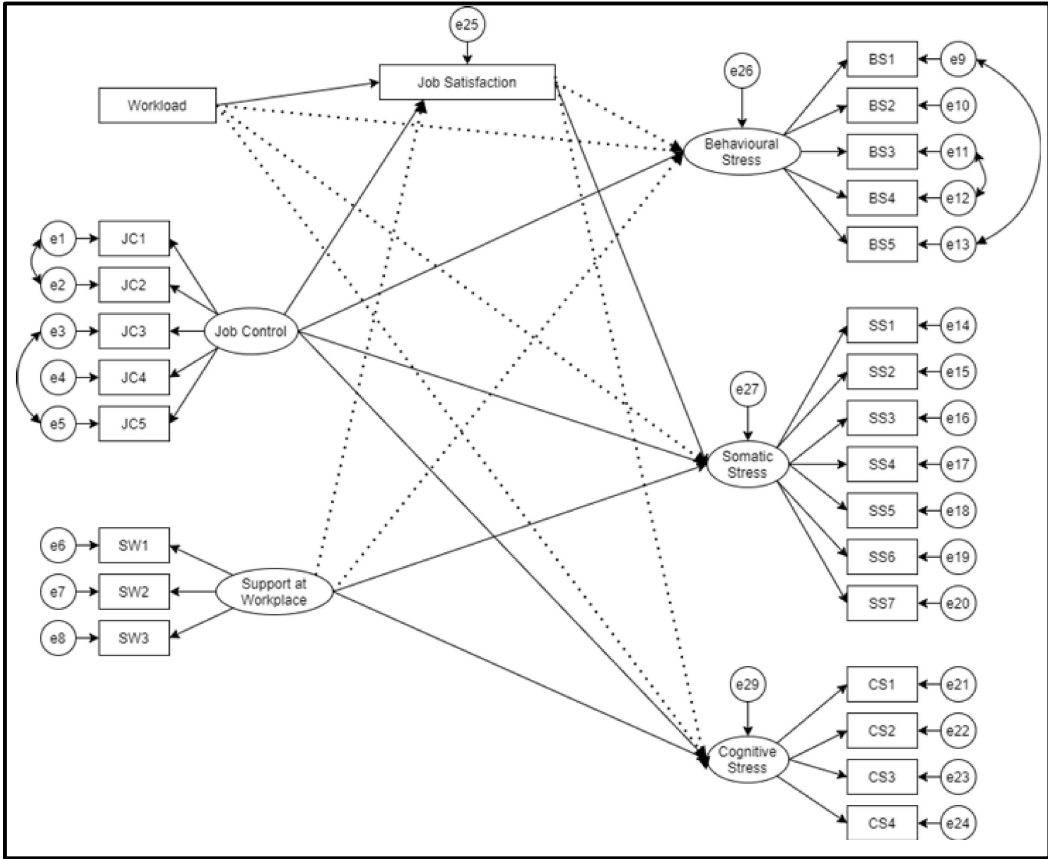 e25
Job Satisfaction
Workload
e26
Behavioural
Stress
BS1
e9
BS2
e10
BS3
e11
BS4
e12
BS5
e13
e1
JC1
e2
JC2
e3
JC3
e4
JC4
e5
JC5
Job Control
e27
Somatic
Stress
SS1
e14
SS2
e15
SS3
e16
SS4
e17
SS5
e18
SS6
e19
SS7
e20
e6
SW1
e7
SW2
e8
SW3
Support at
Workplace
e29
Cognitive
Stress
CS1
e21
CS2
e22
CS3
e23
CS4
e24